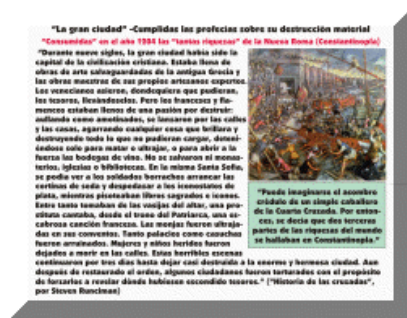 "La gran ciudad" -Cumplidas las profecias sobre su destrucción material
"Consumidas" en el año 1204 las "tantas riquezas" de la Nueva Roma (Constantinopla)
"Durante nueve siglos, la gran ciudad había sido la
capital de la civilización cristiana. Estaba llena de
obras de arte salvaguardadas de la antigua Grecia y
las obras maestras de sus propios artesanos expertos.
Los venecianos asieron, dondequiera que pudieran,
los tesoros, llevándoselos. Pero los franceses y fla-
mencos estaban llenos de una pasión por destruir:
aullando como amotinados, se lanzaron por las calles
y las casas, agarrando cualquier cosa que brillara y
destruyendo todo lo que no pudieran cargar, detení-
éndose solo para matar o ultrajar, o para abrir a la
fuerza las bodegas de vino. No se salvaron ni monas-
terios, iglesias o bibliotecas. En la misma Santa Sofía,
se podía ver a los soldados borrachos arrancar las
cortinas de seda y despedazar a los iconostatos de
plata, mientras pisoteaban libros sagrados e iconos.
Entre tanto tomaban de las vasijas del altar, una pro-
stituta cantaba, desde el trono del Patriarca, una es-
cabrosa canción francesa. Las monjas fueron ultraja-
das en sus conventos. Tanto palacios como casuchas
fueron arruinados. Mujeres y niños heridos fueron
dejados a morir en las calles. Estas horribles escenas
continuaron por tres días hasta dejar casi destruida a la enorme y hermosa ciudad. Aun
después de restaurado el orden, algunos ciudadanos fueron torturados con el propósito
de forzarlos a revelar dónde hubiesen escondido tesoros." ("Historia de las cruzadas",
por Steven Runciman)
"Puede imaginarse el asombro
crédulo de un simple caballero
de la Cuarta Cruzada. Por enton-
ces, se decía que dos terceras
partes de las riquezas del mundo
se hallaban en Constantinopla."